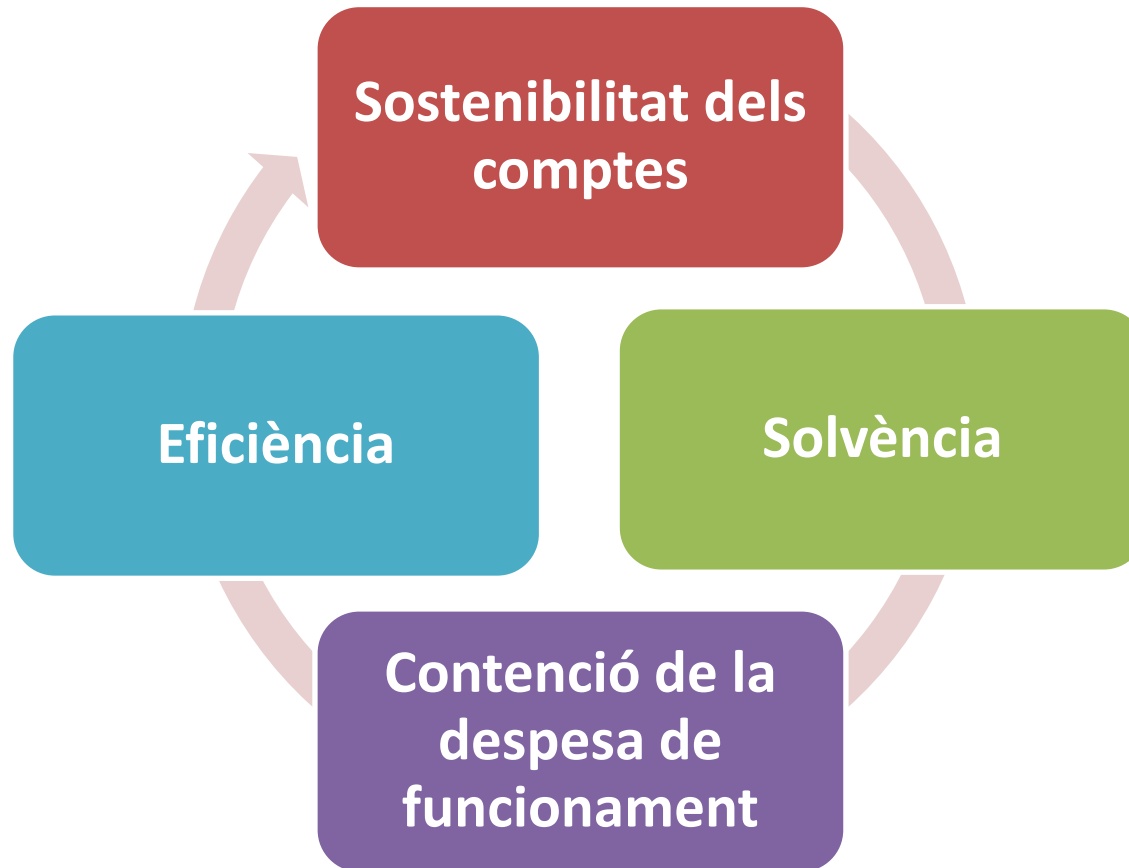 Sostenibilitat dels
comptes
Solvència
Contenció de la
despesa de
funcionament
Eficiència